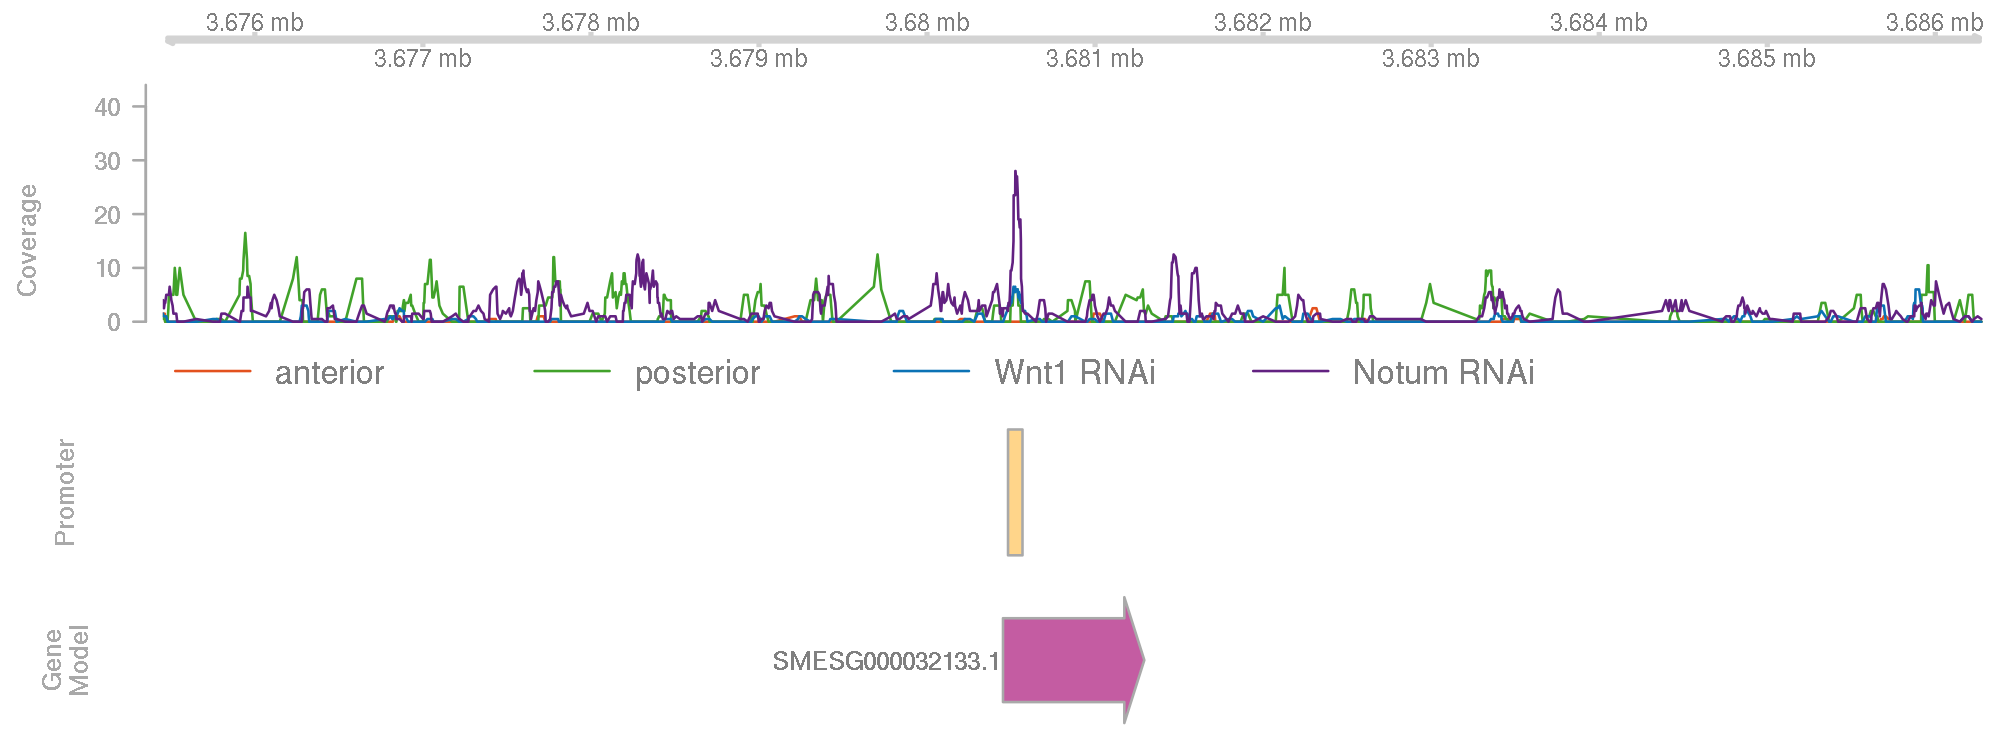 3.676 mb 3.678 mb 3.68 mb 3.682 mb 3.684 mb 3.686 mb
3.677 mb 3.679 mb 3.681 mb 3.683 mb 3.685 mb
Coverage
40
30
20
10
0
anterior posterior Wnt1 RNAi Notum RNAi
Promoter
Gene
Model
SMESG000032133.1